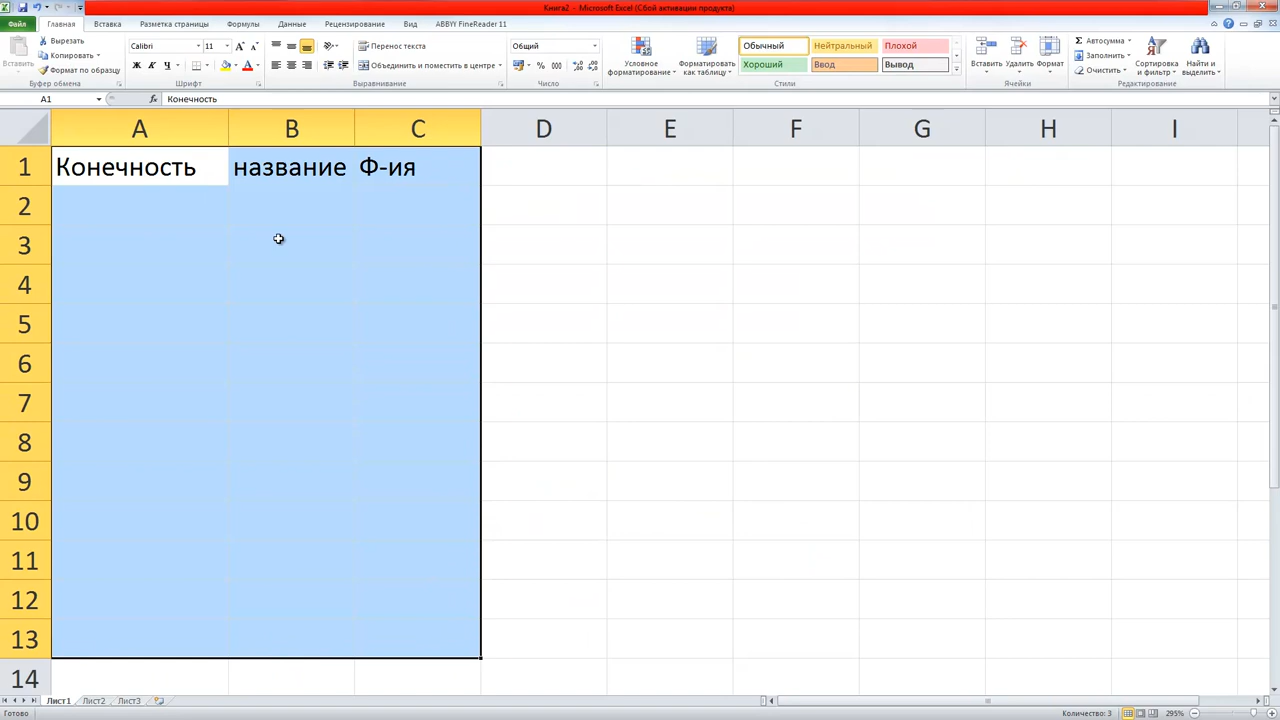 Книга2 - Microsoft Excel (Сбой активации продукта)
Файл Главная Вставка Разметка страницы Формулы Данные Рецензирование Вид ABBYY FineReader 11
Вставить
Вырезать
Копировать
Формат по образцу
Буфер обмена
Calibri 11
Ж К Ч
Шрифт
Перенос текста
Объединить и поместить в центре
Выравнивание
Общий
% 000
Число
Условное форматирование
Форматировать как таблицу
Обычный Нейтральный Плохой
Хороший Ввод Вывод
Стили
Вставить Удалить Формат
Ячейки
Σ Автосумма
Заполнить
Очистить
Сортировка и фильтр
Найти и выделить
Редактирование
A1 fx Конечность
A B C D E F G H I
1 Конечность название Ф-ия
2
3
4
5
6
7
8
9
10
11
12
13
14
Лист1 Лист2 Лист3
Готово Количество: 3 295%